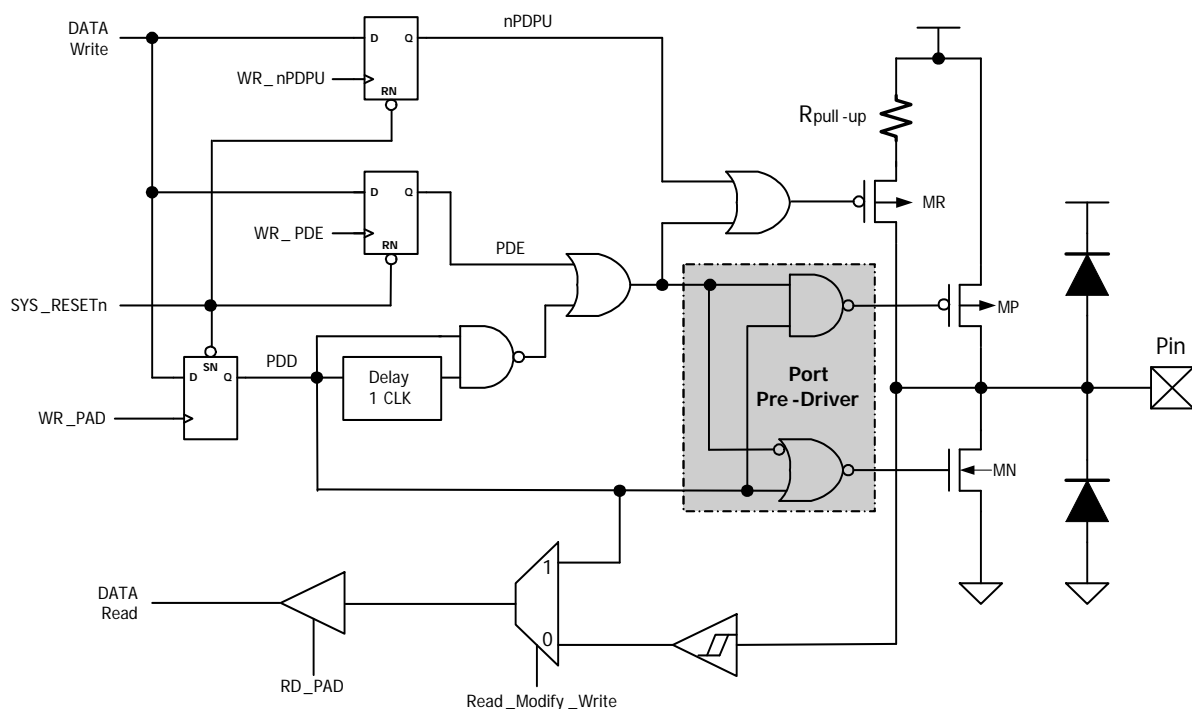 DATA
Write
D
Q
nPDPU
WR_nPDPU
RN
Rpull-up
D
Q
MR
WR_PDE
RN
PDE
SYS_RESETn
MP
SN
D
Q
PDD
Delay
1 CLK
Port
Pre-Driver
Pin
WR_PAD
MN
1
DATA
Read
0
RD_PAD
Read_Modify_Write